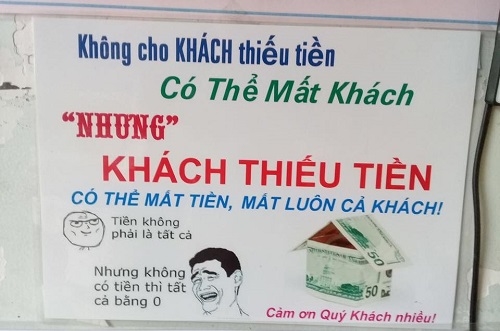 Không cho KHÁCH thiếu tiền
Có Thể Mất Khách
"NHƯNG"
KHÁCH THIẾU TIỀN
CÓ THỂ MẤT TIỀN, MẤT LUÔN CẢ KHÁCH!
Tiền không
phải là tất cả
Nhưng không
có tiền thì tất
cả bằng 0
50
50
Cảm ơn Quý Khách nhiều!